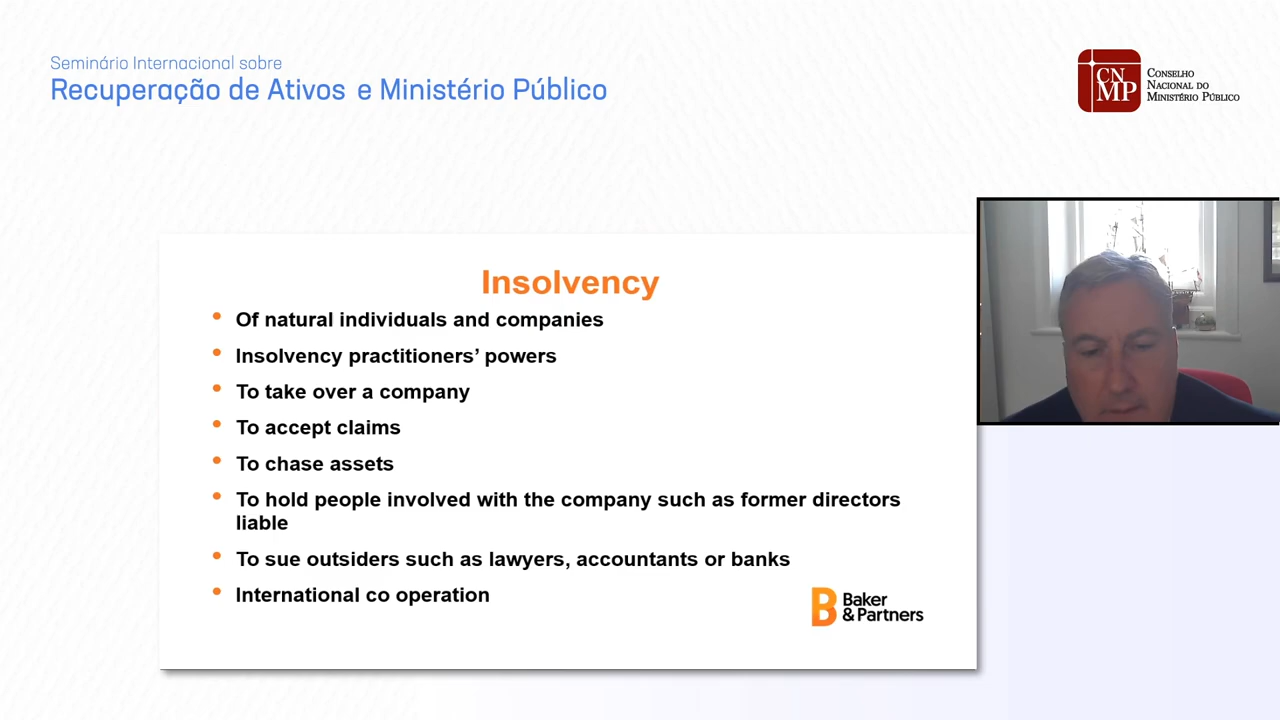 Seminário Internacional sobre
Recuperação de Ativos e Ministério Público
CN
MP
Conselho
Nacional do
Ministério Público
Insolvency
• Of natural individuals and companies
• Insolvency practitioners’ powers
• To take over a company
• To accept claims
• To chase assets
• To hold people involved with the company such as former directors
liable
• To sue outsiders such as lawyers, accountants or banks
• International co operation
B
Baker
& Partners